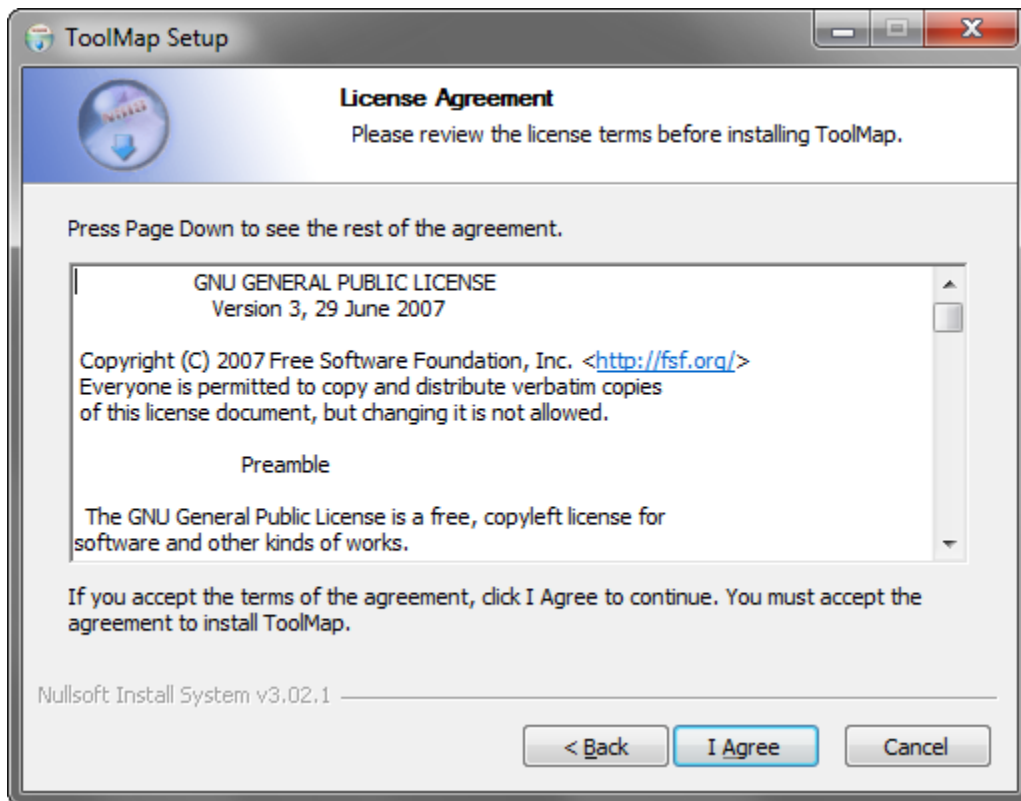 ToolMap Setup
License Agreement
Please review the license terms before installing ToolMap.
Press Page Down to see the rest of the agreement.
GNU GENERAL PUBLIC LICENSE
Version 3, 29 June 2007
Copyright (C) 2007 Free Software Foundation, Inc. <http://fsf.org/>
Everyone is permitted to copy and distribute verbatim copies
of this license document, but changing it is not allowed.
Preamble
The GNU General Public License is a free, copyleft license for
software and other kinds of works.
If you accept the terms of the agreement, click I Agree to continue. You must accept the
agreement to install ToolMap.
Nullsoft Install System v3.02.1
< Back
I Agree
Cancel